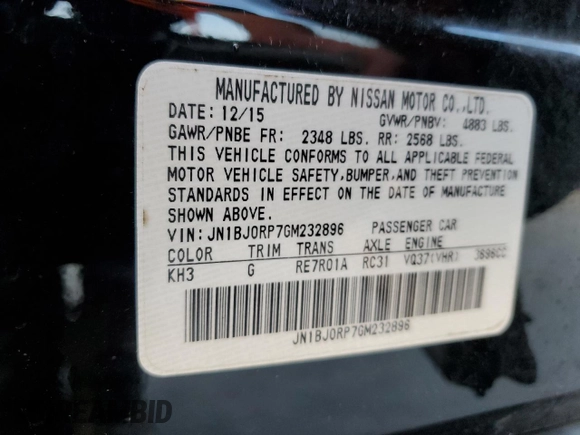 MANUFACTURED BY NISSAN MOTOR CO.,LTD.
DATE: 12/15 GVWR/PNBV: 4883 LBS.
GAWR/PNBE FR: 2348 LBS. RR: 2568 LBS.
THIS VEHICLE CONFORMS TO ALL APPLICABLE FEDERAL
MOTOR VEHICLE SAFETY,BUMPER,AND THEFT PREVENTION
STANDARDS IN EFFECT ON THE DATE OF MANUFACTURE
SHOWN ABOVE.
VIN: JN1BJ0RP7GM232896 PASSENGER CAR
COLOR TRIM TRANS AXLE ENGINE
KH3 G RE7R01A RC31 VQ37(VHR) 3696CC
JN1BJ0RP7GM232896